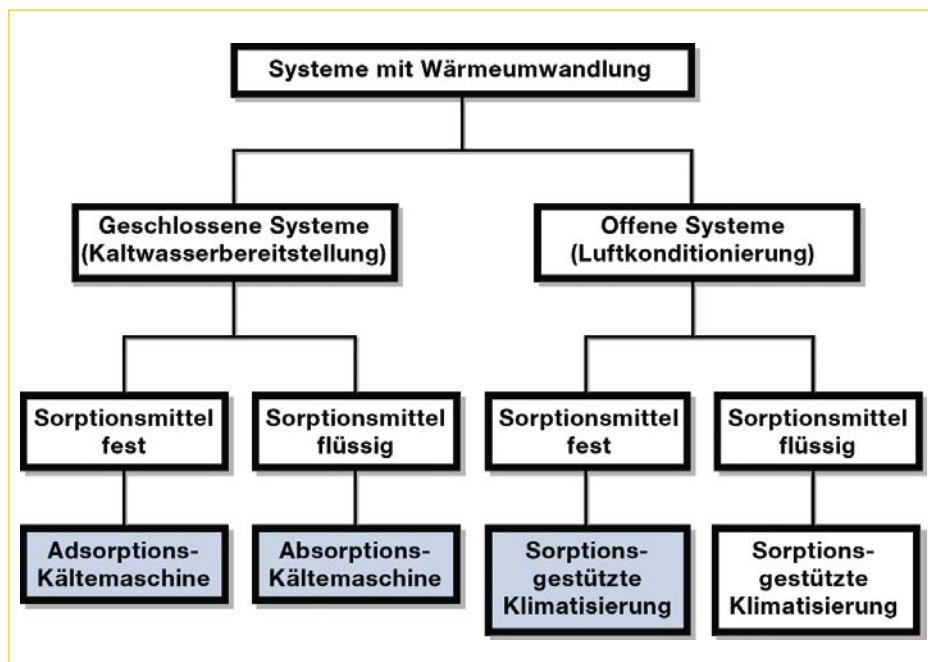 Systeme mit Wärmeumwandlung
Geschlossene Systeme
(Kaltwasserbereitstellung)
Offene Systeme
(Luftkonditionierung)
Sorptionsmittel
fest
Sorptionsmittel
flüssig
Sorptionsmittel
fest
Sorptionsmittel
flüssig
Adsorptions-
Kältemaschine
Absorptions-
Kältemaschine
Sorptions-
gestützte
Klimatisierung
Sorptions-
gestützte
Klimatisierung